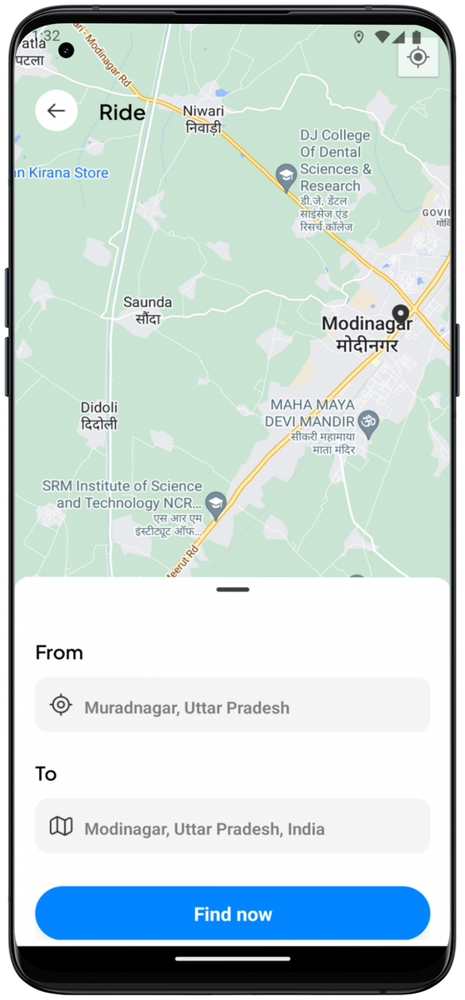 1:32
atla
पटला
ari - Modinagar Rd
Ride
Niwari
निवाड़ी
DJ College
Of Dental
Sciences &
Research
डी.जे. डेंटल
साइंसेज एंड
रिसर्च कॉलेज
n Kirana Store
GOVIN
गोवि
Saunda
सौंदा
Modinagar
मोदीनगर
Didoli
दिदोली
MAHA MAYA
DEVI MANDIR
सीकरी महामाया
माता मंदिर
SRM Institute of Science
and Technology NCR...
एस आर एम
इंस्टीट्यूट ऑफ...
Meerut Rd
From
Muradnagar, Uttar Pradesh
To
Modinagar, Uttar Pradesh, India
Find now